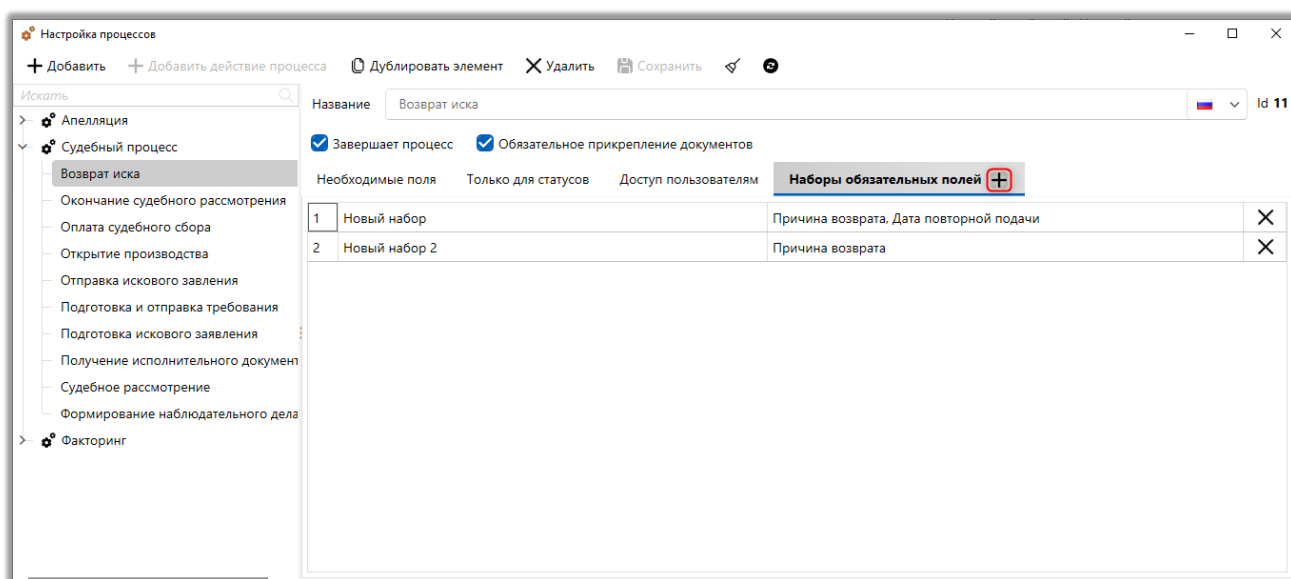 Настройка процессов
Добавить Добавить действие процесса Дублировать элемент Удалить Сохранить
Искать
Название Возврат иска Id 11
Апелляция
Судебный процесс
Возврат иска
Окончание судебного рассмотрения
Оплата судебного сбора
Открытие производства
Отправка искового завления
Подготовка и отправка требования
Подготовка искового заявления
Получение исполнительного документ
Судебное рассмотрение
Формирование наблюдательного дела
Факторинг
Завершает процесс Обязательное прикрепление документов
Необходимые поля Только для статусов Доступ пользователям Наборы обязательных полей
1 Новый набор Причина возврата, Дата повторной подачи
2 Новый набор 2 Причина возврата